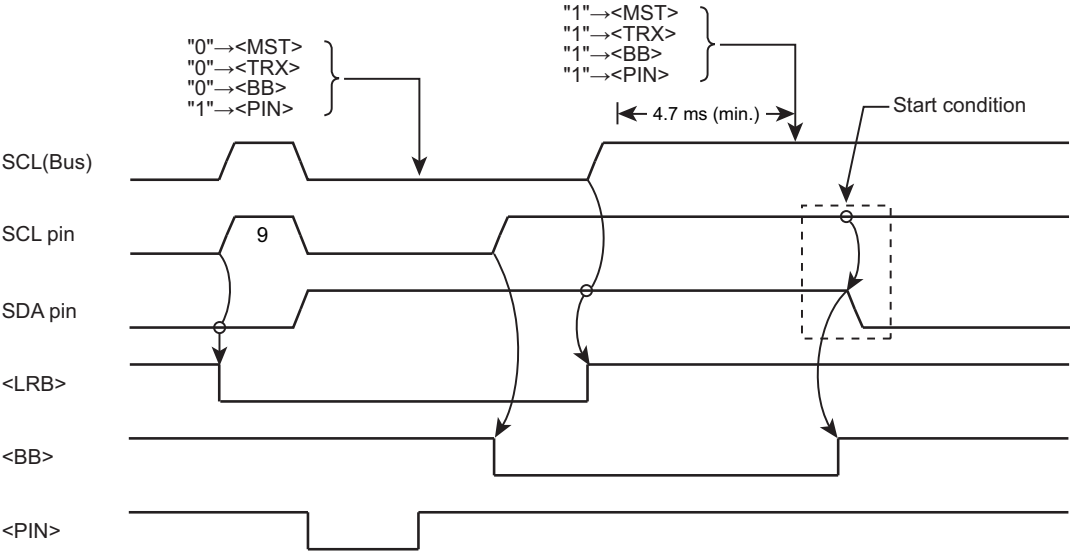 "0"→<MST>
"0"→<TRX>
"0"→<BB>
"1"→<PIN>
"1"→<MST>
"1"→<TRX>
"1"→<BB>
"1"→<PIN>
4.7 ms (min.)
Start condition
SCL(Bus)
SCL pin
9
SDA pin
<LRB>
<BB>
<PIN>